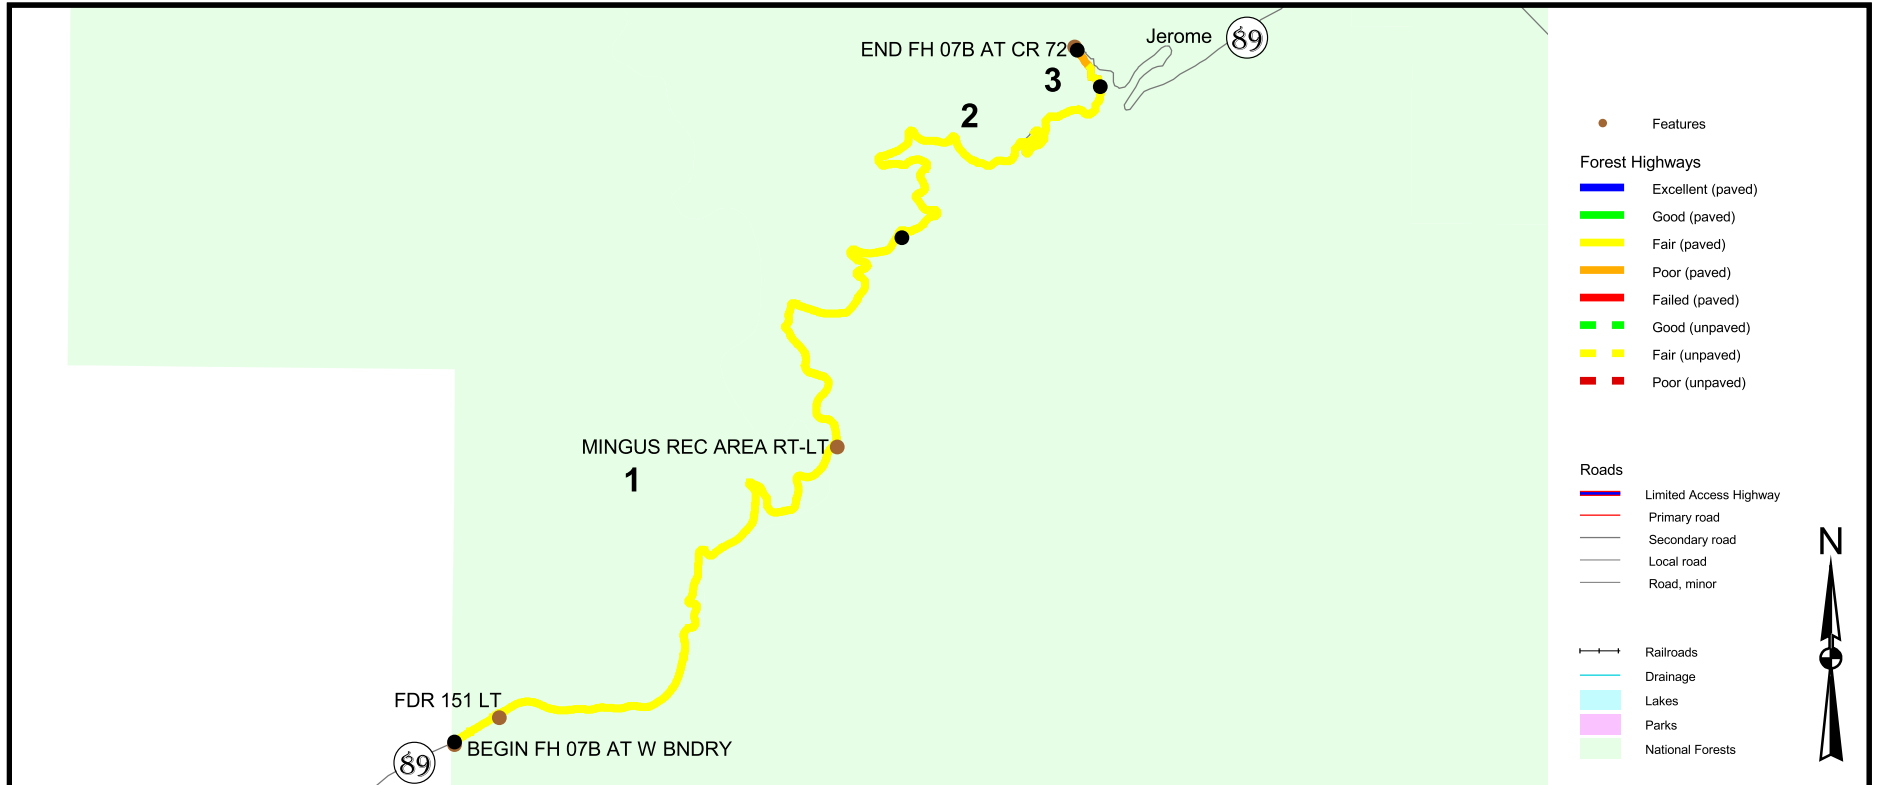 Jerome
89
END FH 07B AT CR 72
3
2
MINGUS REC AREA RT-LT
1
FDR 151 LT
BEGIN FH 07B AT W BNDRY
89
Features
Forest Highways
Excellent (paved)
Good (paved)
Fair (paved)
Poor (paved)
Failed (paved)
Good (unpaved)
Fair (unpaved)
Poor (unpaved)
Roads
Limited Access Highway
Primary road
Secondary road
Local road
Road, minor
N
Railroads
Drainage
Lakes
Parks
National Forests